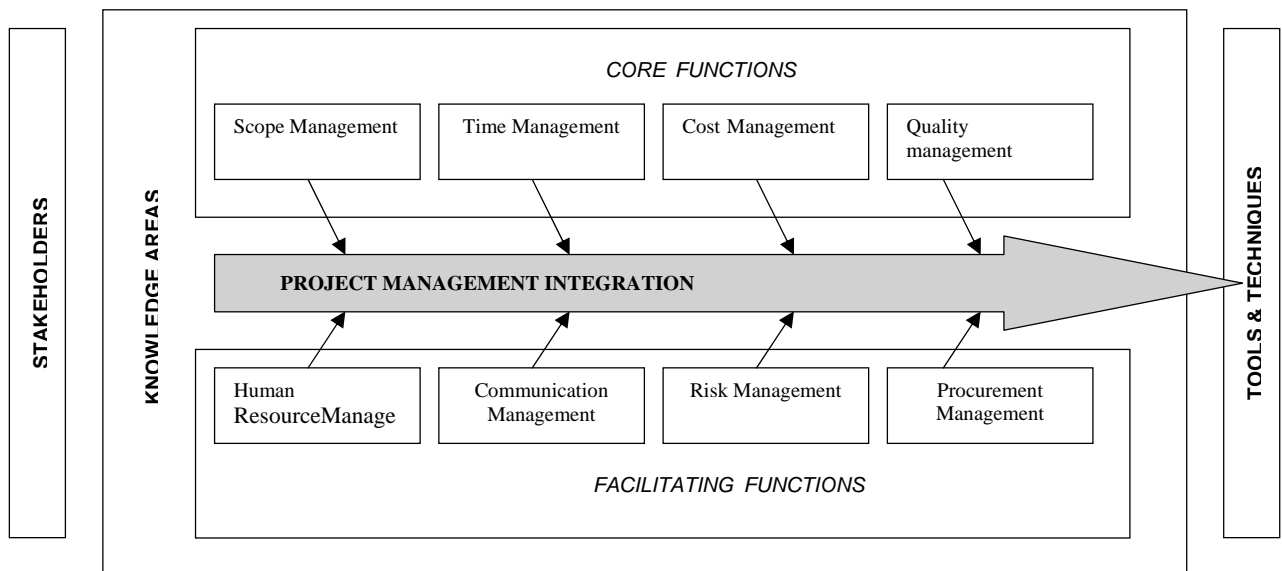 STAKEHOLDERS
KNOWLEDGE AREAS
CORE FUNCTIONS
Scope Management
Time Management
Cost Management
Quality
management
PROJECT MANAGEMENT INTEGRATION
Human
ResourceManage
Communication
Management
Risk Management
Procurement
Management
FACILITATING FUNCTIONS
TOOLS & TECHNIQUES